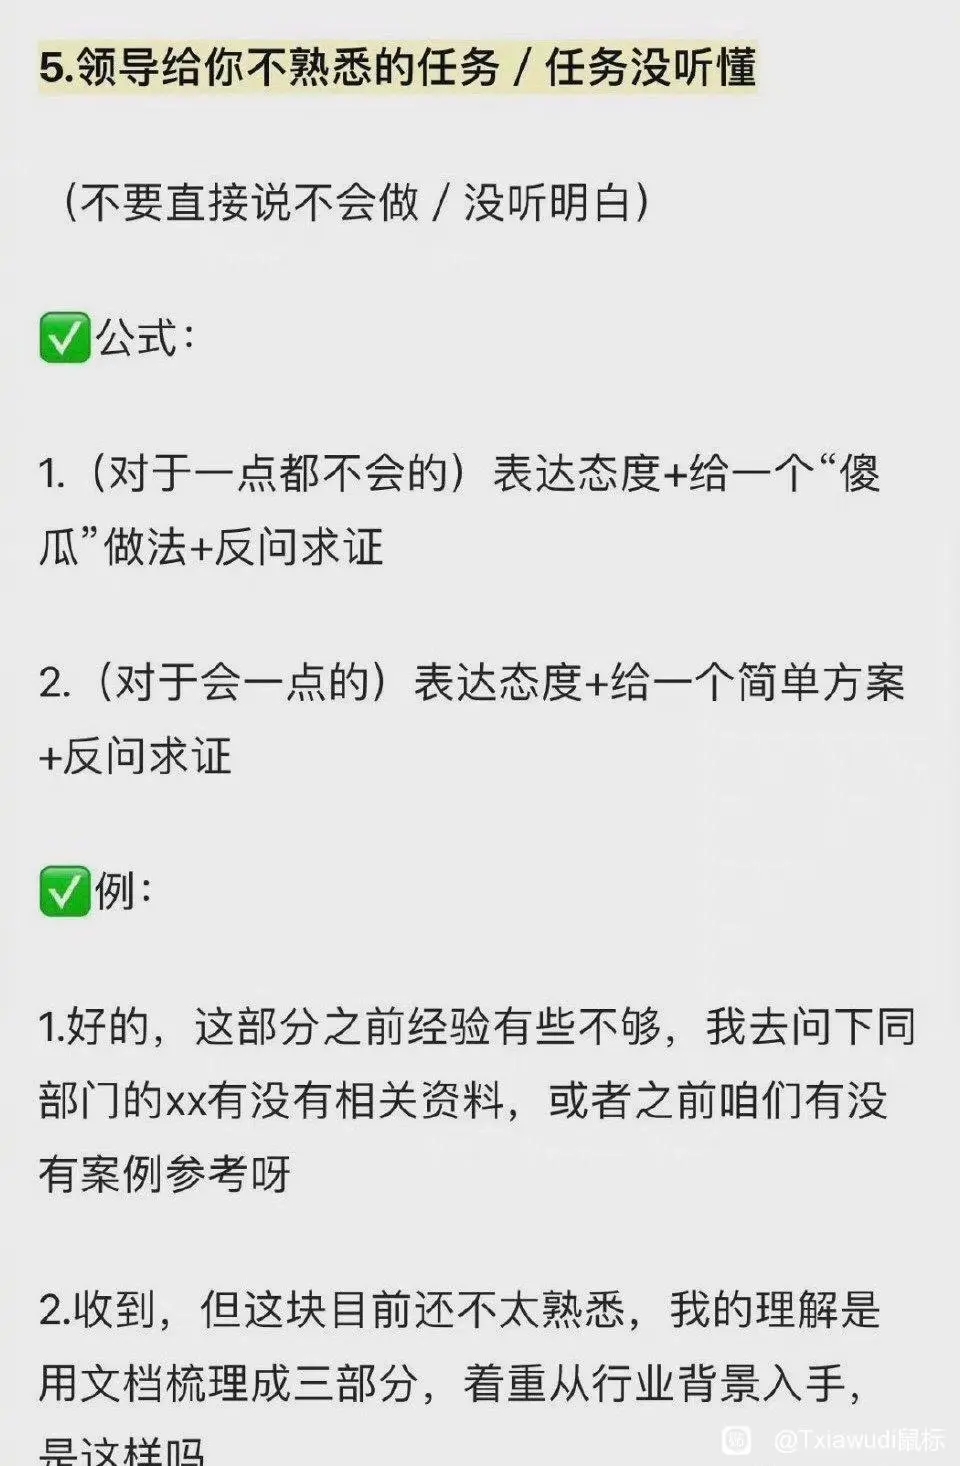 5.领导给你不熟悉的任务 / 任务没听懂
（不要直接说不会做 / 没听明白）
✅公式：
1.（对于一点都不会的）表达态度+给一个“傻
瓜”做法+反问求证
2.（对于会一点的）表达态度+给一个简单方案
+反问求证
✅例：
1.好的，这部分之前经验有些不够，我去问下同
部门的xx有没有相关资料，或者之前咱们有没
有案例参考呀
2.收到，但这块目前还不太熟悉，我的理解是
用文档梳理成三部分，着重从行业背景入手，
是这样吗
@Txiawudi鼠标